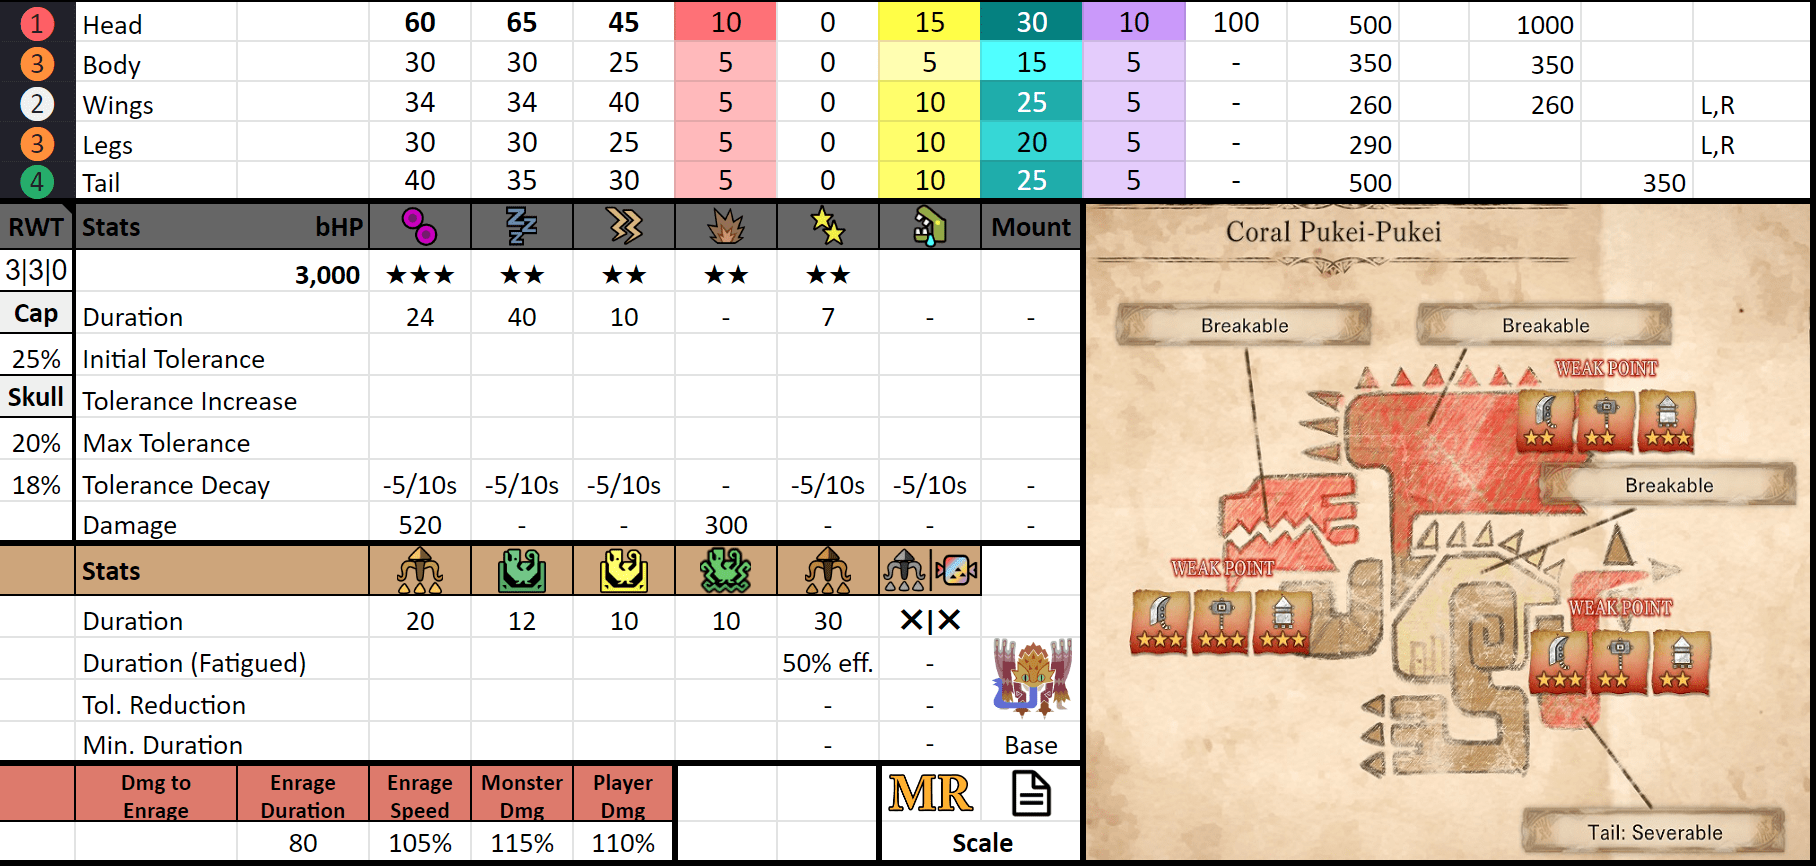 1 Head 60 65 45 10 0 15 30 10 100 500 1000
3 Body 30 30 25 5 0 5 15 5 - 350 350
2 Wings 34 34 40 5 0 10 25 5 - 260 260 L,R
3 Legs 30 30 25 5 0 10 20 5 - 290 L,R
4 Tail 40 35 30 5 0 10 25 5 - 500 350
RWT Stats bHP Mount
3|3|0 3,000 ★★★ ★★ ★★ ★★ ★★
Cap Duration 24 40 10 - 7 - -
25% Initial Tolerance
Skull Tolerance Increase
20% Max Tolerance
18% Tolerance Decay -5/10s -5/10s -5/10s - -5/10s -5/10s -
Damage 520 - - 300 - - -
Stats
Duration 20 12 10 10 30 ✕|✕
Duration (Fatigued) 50% eff. -
Tol. Reduction - -
Min. Duration - - Base
Dmg to Enrage Enrage Duration Enrage Speed Monster Dmg Player Dmg MR
80 105% 115% 110% Scale
Coral Pukei-Pukei
Breakable Breakable
WEAK POINT
★★ ★★ ★★★
Breakable
WEAK POINT
★★★ ★★★ ★★★
WEAK POINT
★★★ ★★ ★★
Tail: Severable